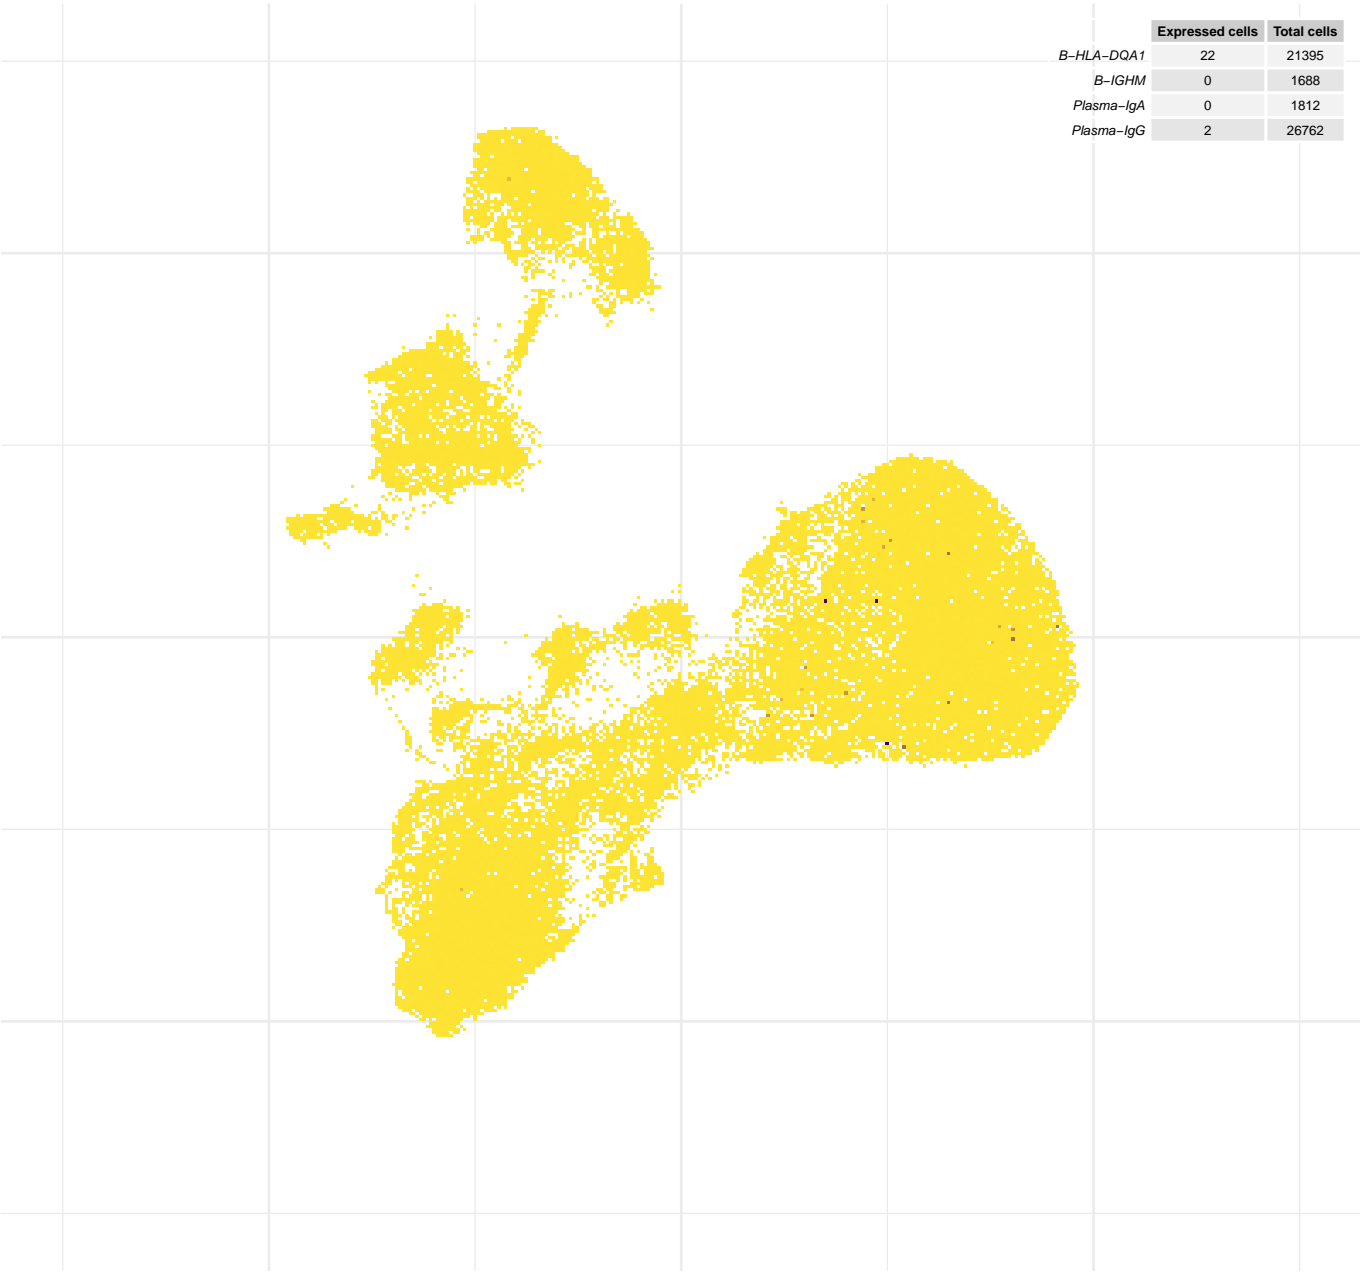 Expressed cells Total cells
B-HLA-DQA1 22 21395
B-IGHM 0 1688
Plasma-IgA 0 1812
Plasma-IgG 2 26762